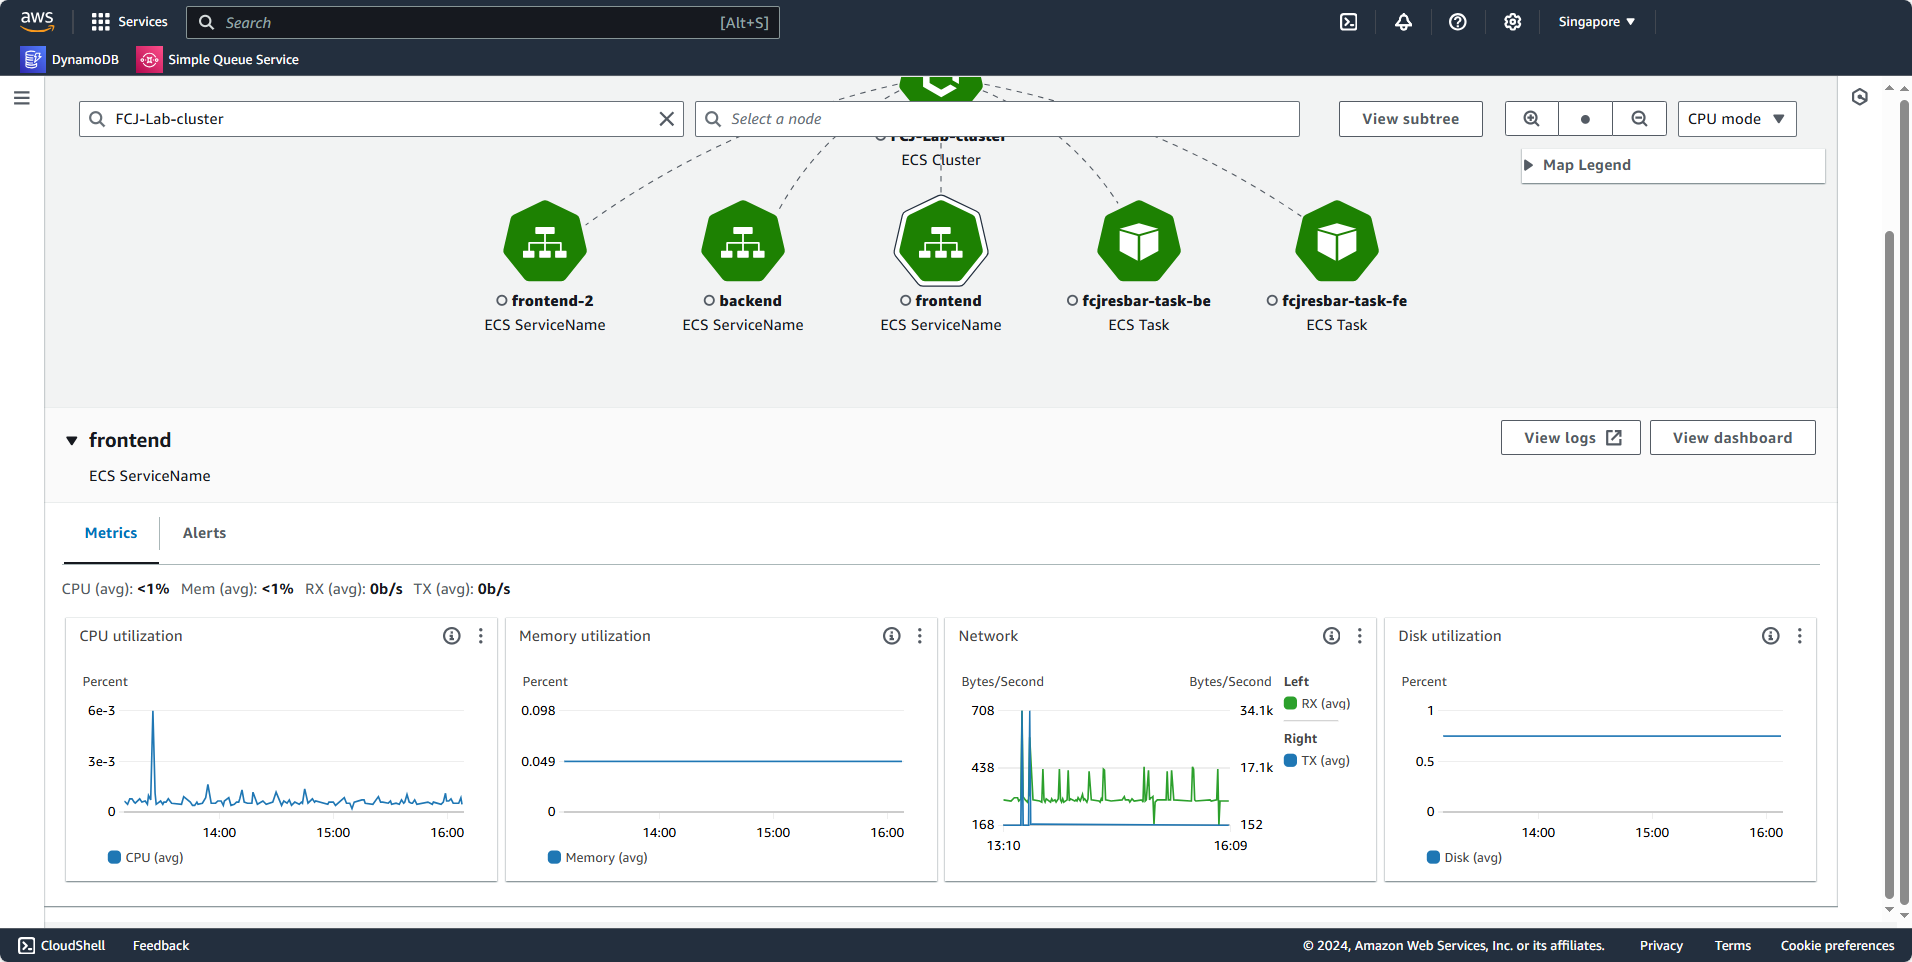 aws
Services
Search
[Alt+S]
Singapore ▼
DynamoDB
Simple Queue Service
FCJ-Lab-cluster
Select a node
View subtree
CPU mode
Map Legend
FCJ-Lab-cluster
ECS Cluster
frontend-2
ECS ServiceName
backend
ECS ServiceName
frontend
ECS ServiceName
fcjresbar-task-be
ECS Task
fcjresbar-task-fe
ECS Task
frontend
ECS ServiceName
View logs
View dashboard
Metrics
Alerts
CPU (avg): <1% Mem (avg): <1% RX (avg): 0b/s TX (avg): 0b/s
CPU utilization
Percent
6e-3
3e-3
0
14:00
15:00
16:00
CPU (avg)
Memory utilization
Percent
0.098
0.049
0
14:00
15:00
16:00
Memory (avg)
Network
Bytes/Second
Bytes/Second
708
438
168
34.1k
17.1k
152
13:10
16:09
Left
RX (avg)
Right
TX (avg)
Disk utilization
Percent
1
0.5
0
14:00
15:00
16:00
Disk (avg)
CloudShell
Feedback
© 2024, Amazon Web Services, Inc. or its affiliates.
Privacy
Terms
Cookie preferences